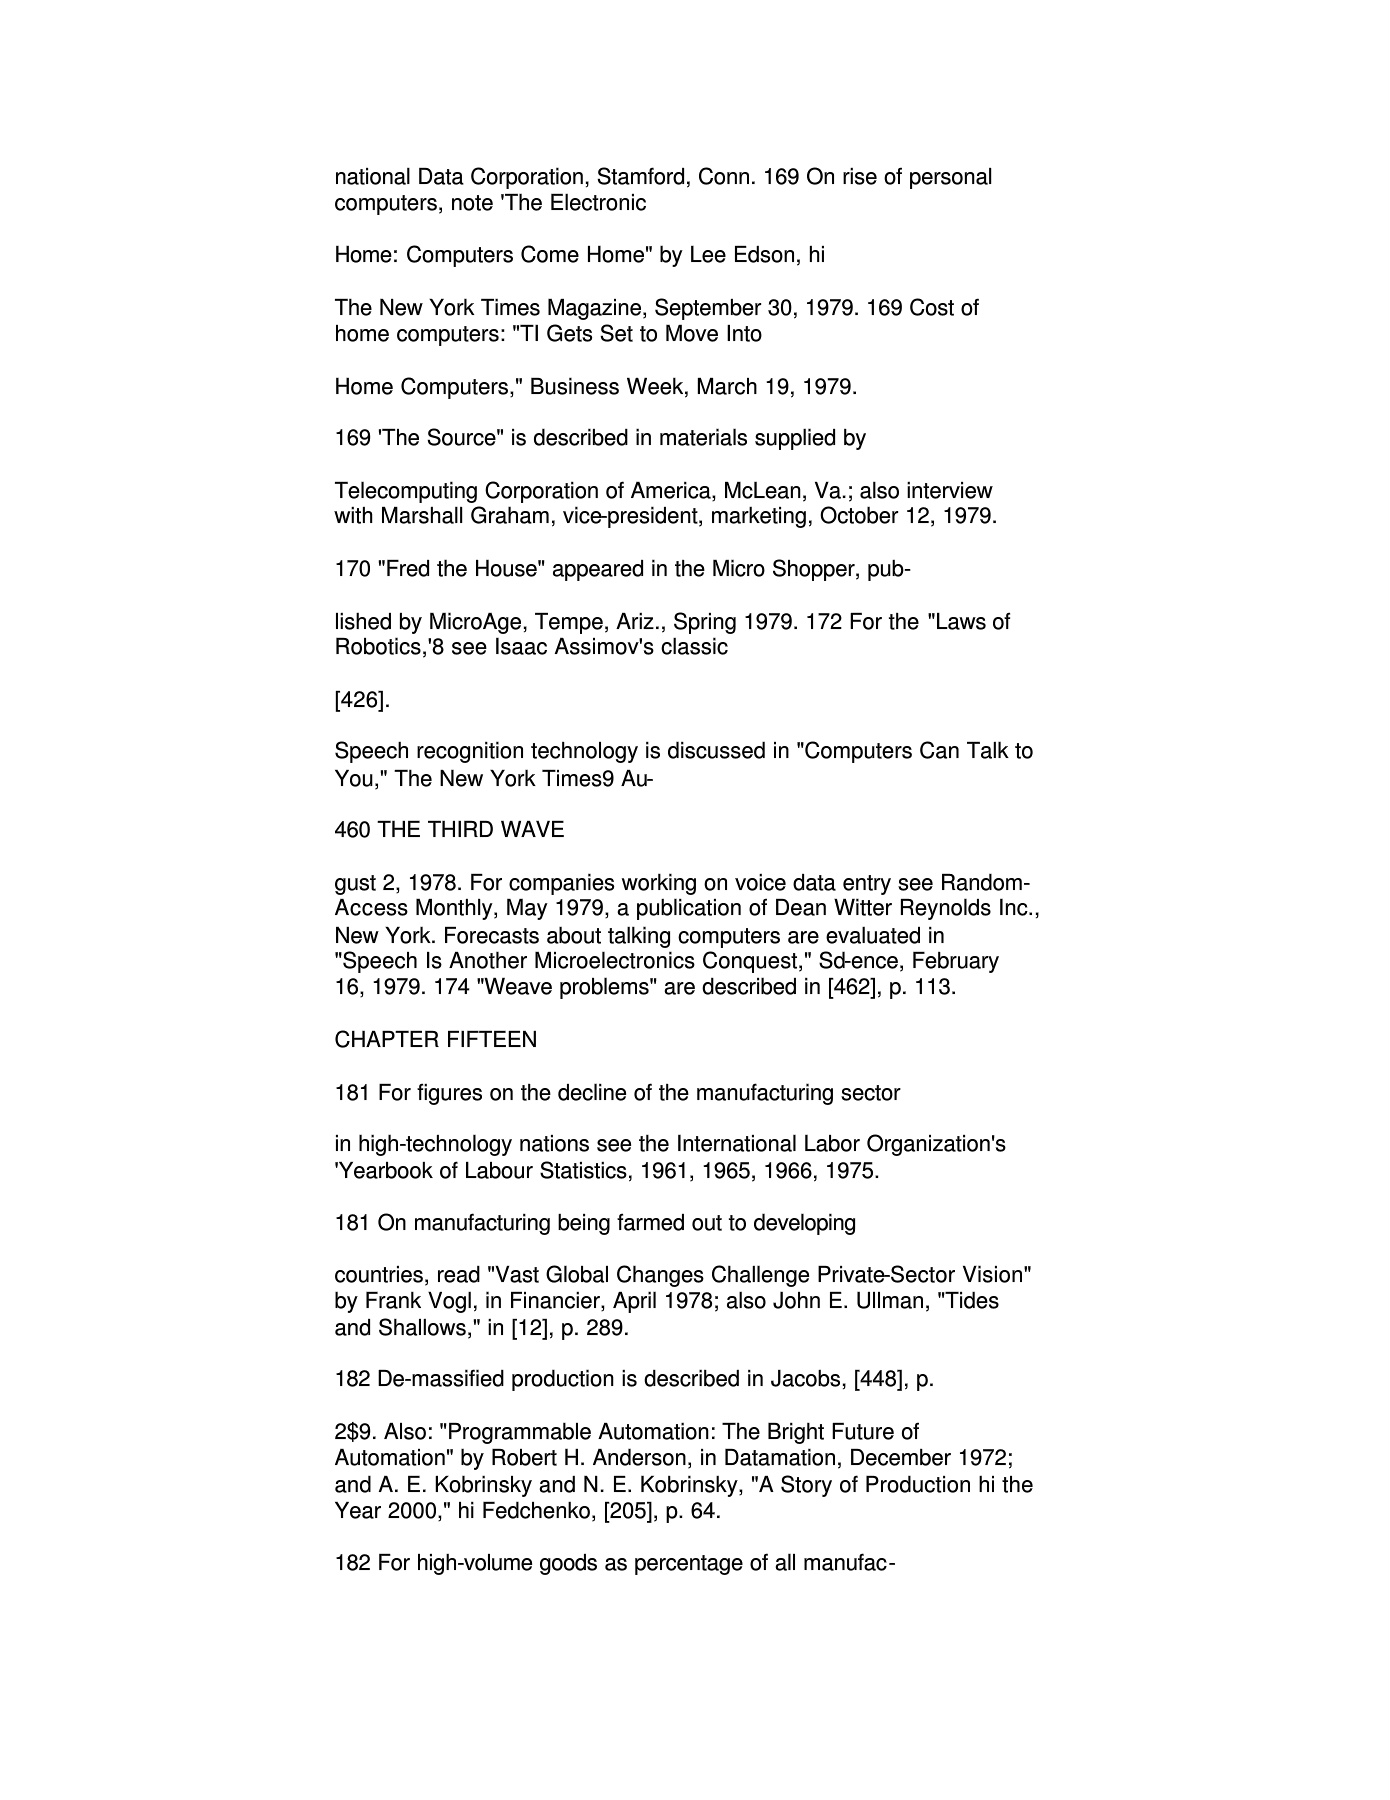 national Data Corporation, Stamford, Conn. 169 On rise of personal
computers, note 'The Electronic
Home: Computers Come Home" by Lee Edson, hi
The New York Times Magazine, September 30, 1979. 169 Cost of
home computers: "TI Gets Set to Move Into
Home Computers," Business Week, March 19, 1979.
169 'The Source" is described in materials supplied by
Telecomputing Corporation of America, McLean, Va.; also interview
with Marshall Graham, vice-president, marketing, October 12, 1979.
170 "Fred the House" appeared in the Micro Shopper, pub-
lished by MicroAge, Tempe, Ariz., Spring 1979. 172 For the "Laws of
Robotics,'8 see Isaac Assimov's classic
[426].
Speech recognition technology is discussed in "Computers Can Talk to
You," The New York Times9 Au-
460 THE THIRD WAVE
gust 2, 1978. For companies working on voice data entry see Random-
Access Monthly, May 1979, a publication of Dean Witter Reynolds Inc.,
New York. Forecasts about talking computers are evaluated in
"Speech Is Another Microelectronics Conquest," Sd-ence, February
16, 1979. 174 "Weave problems" are described in [462], p. 113.
CHAPTER FIFTEEN
181 For figures on the decline of the manufacturing sector
in high-technology nations see the International Labor Organization's
'Yearbook of Labour Statistics, 1961, 1965, 1966, 1975.
181 On manufacturing being farmed out to developing
countries, read "Vast Global Changes Challenge Private-Sector Vision"
by Frank Vogl, in Financier, April 1978; also John E. Ullman, "Tides
and Shallows," in [12], p. 289.
182 De-massified production is described in Jacobs, [448], p.
2$9. Also: "Programmable Automation: The Bright Future of
Automation" by Robert H. Anderson, in Datamation, December 1972;
and A. E. Kobrinsky and N. E. Kobrinsky, "A Story of Production hi the
Year 2000," hi Fedchenko, [205], p. 64.
182 For high-volume goods as percentage of all manufac-